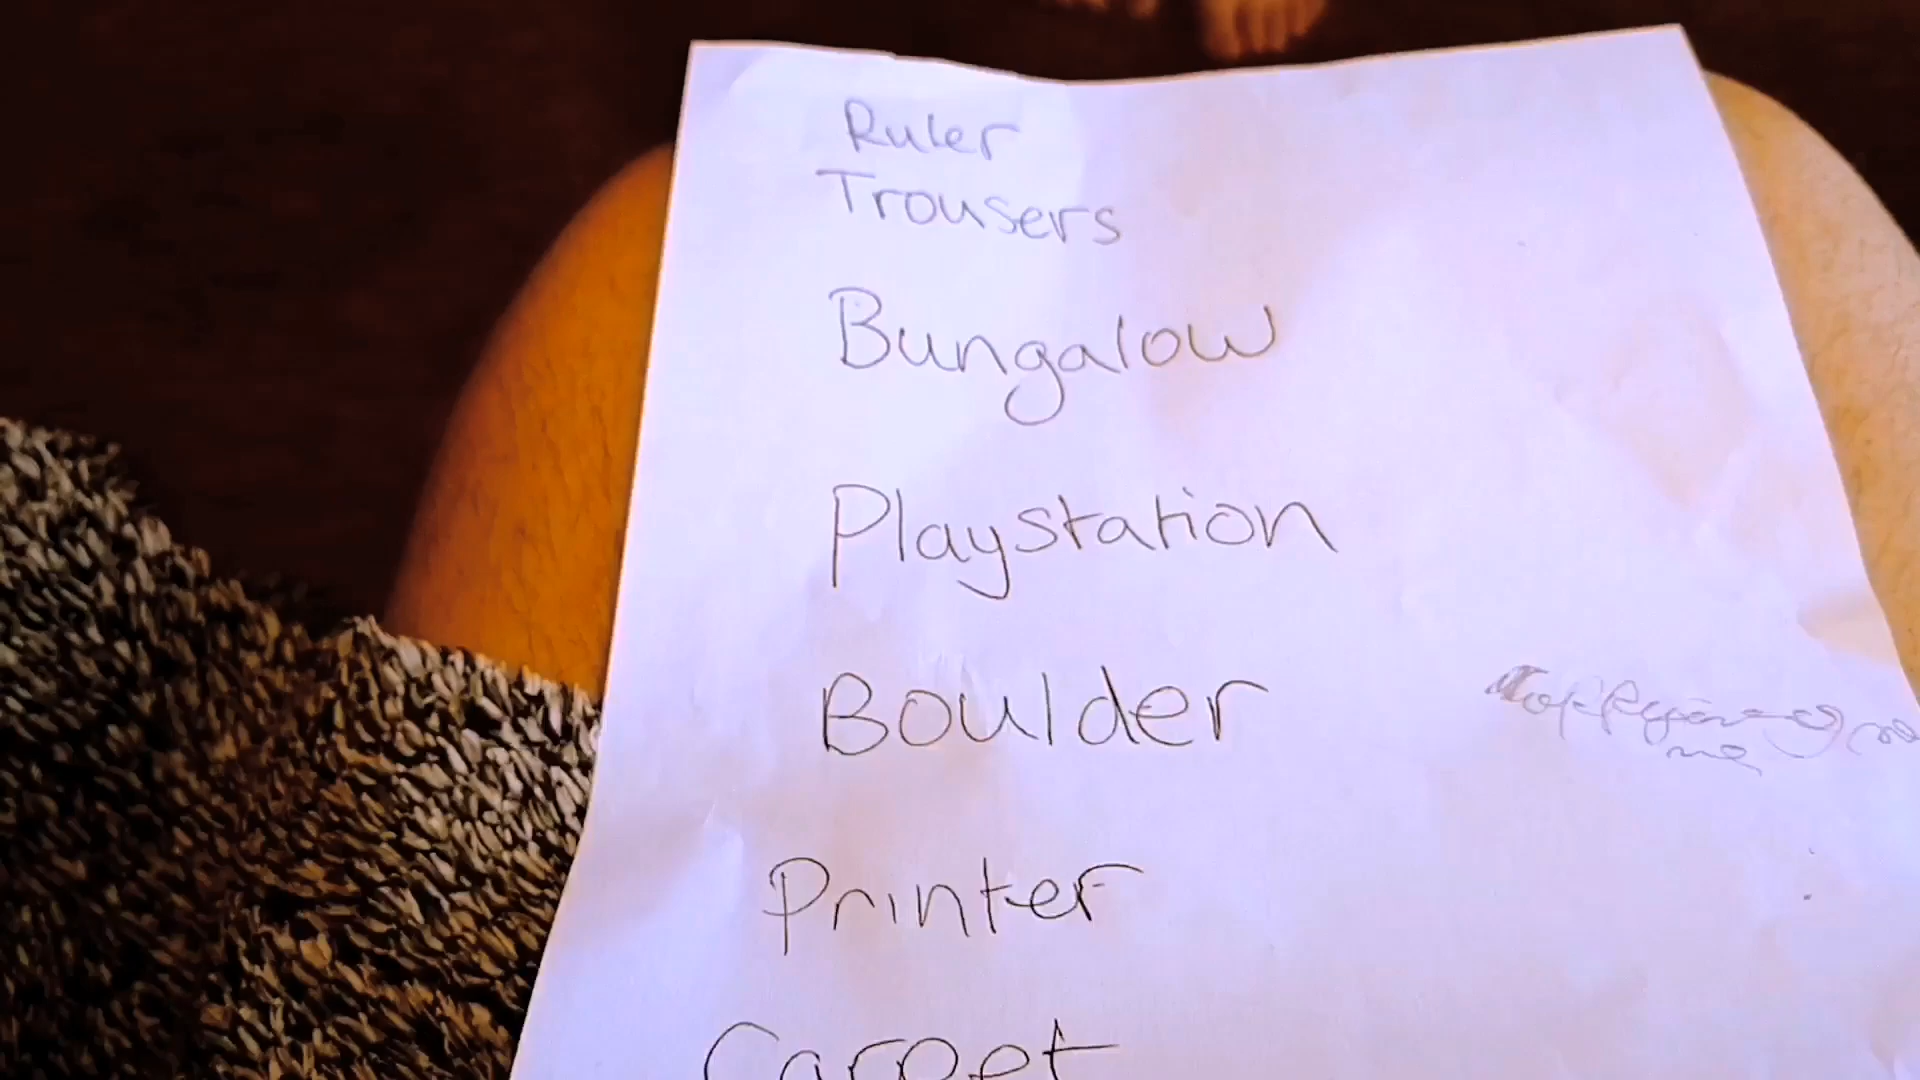 Ruler
Trousers
Bungalow
Playstation
Boulder
Printer
Carpet